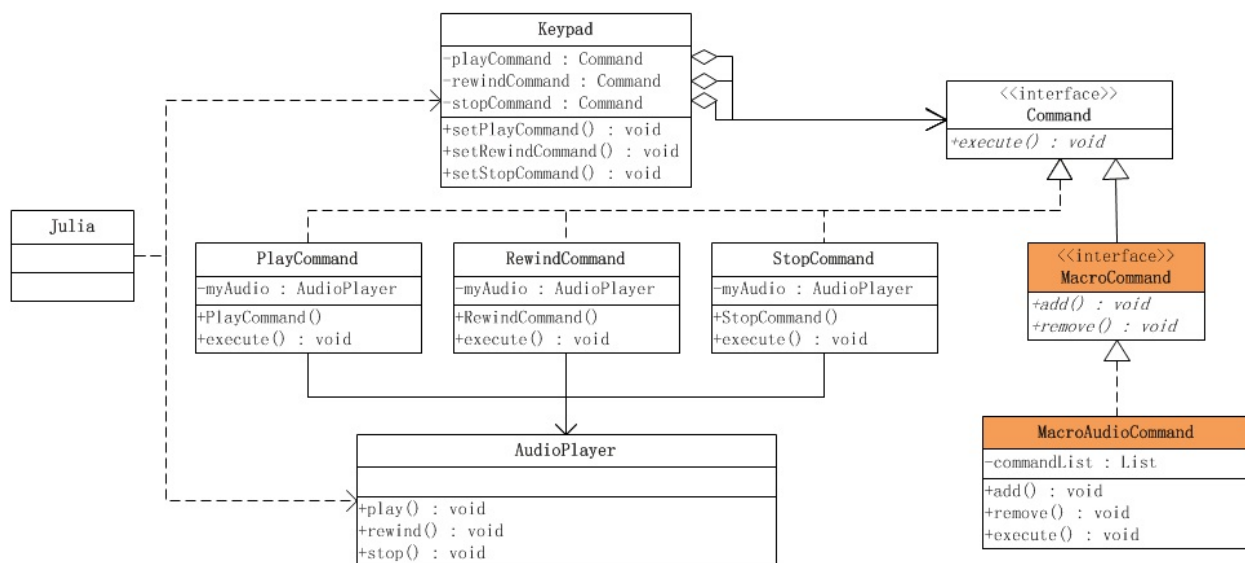 Keypad
-playCommand : Command
-rewindCommand : Command
-stopCommand : Command
+setPlayCommand() : void
+setRewindCommand() : void
+setStopCommand() : void
<<interface>>
Command
+execute() : void
Julia
PlayCommand
-myAudio : AudioPlayer
+PlayCommand()
+execute() : void
RewindCommand
-myAudio : AudioPlayer
+RewindCommand()
+execute() : void
StopCommand
-myAudio : AudioPlayer
+StopCommand()
+execute() : void
<<interface>>
MacroCommand
+add() : void
+remove() : void
AudioPlayer
+play() : void
+rewind() : void
+stop() : void
MacroAudioCommand
-commandList : List
+add() : void
+remove() : void
+execute() : void